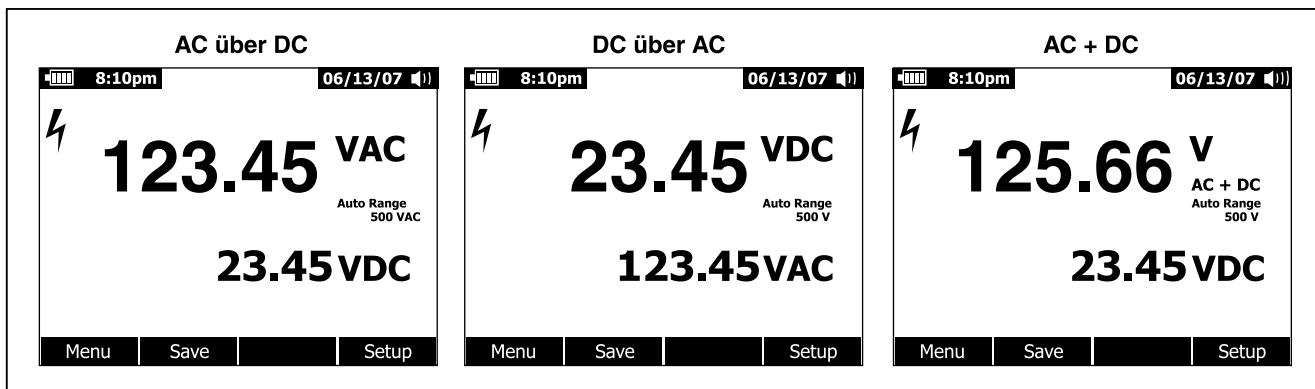 AC über DC
8:10pm 06/13/07
123.45 VAC
Auto Range
500 VAC
23.45 VDC
Menu Save Setup
DC über AC
8:10pm 06/13/07
23.45 VDC
Auto Range
500 V
123.45 VAC
Menu Save Setup
AC + DC
8:10pm 06/13/07
125.66 V
AC + DC
Auto Range
500 V
23.45 VDC
Menu Save Setup